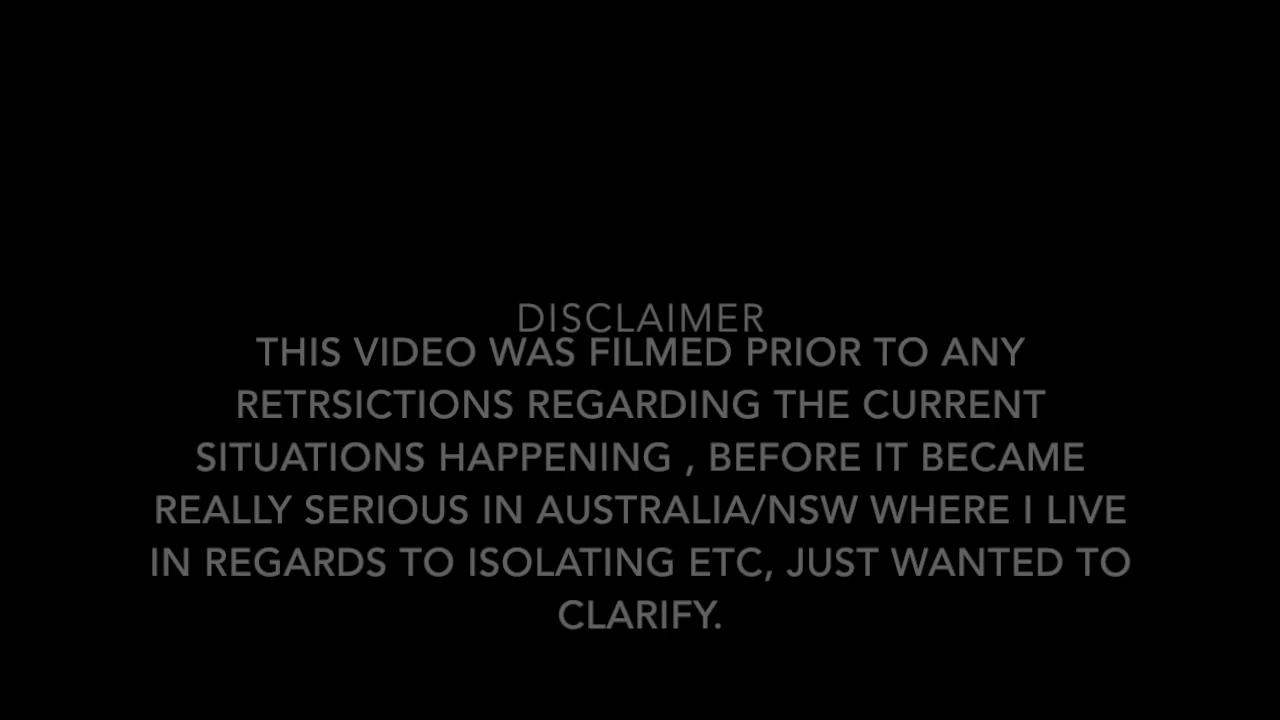 DISCLAIMER
THIS VIDEO WAS FILMED PRIOR TO ANY
RETRSICTIONS REGARDING THE CURRENT
SITUATIONS HAPPENING , BEFORE IT BECAME
REALLY SERIOUS IN AUSTRALIA/NSW WHERE I LIVE
IN REGARDS TO ISOLATING ETC, JUST WANTED TO
CLARIFY.